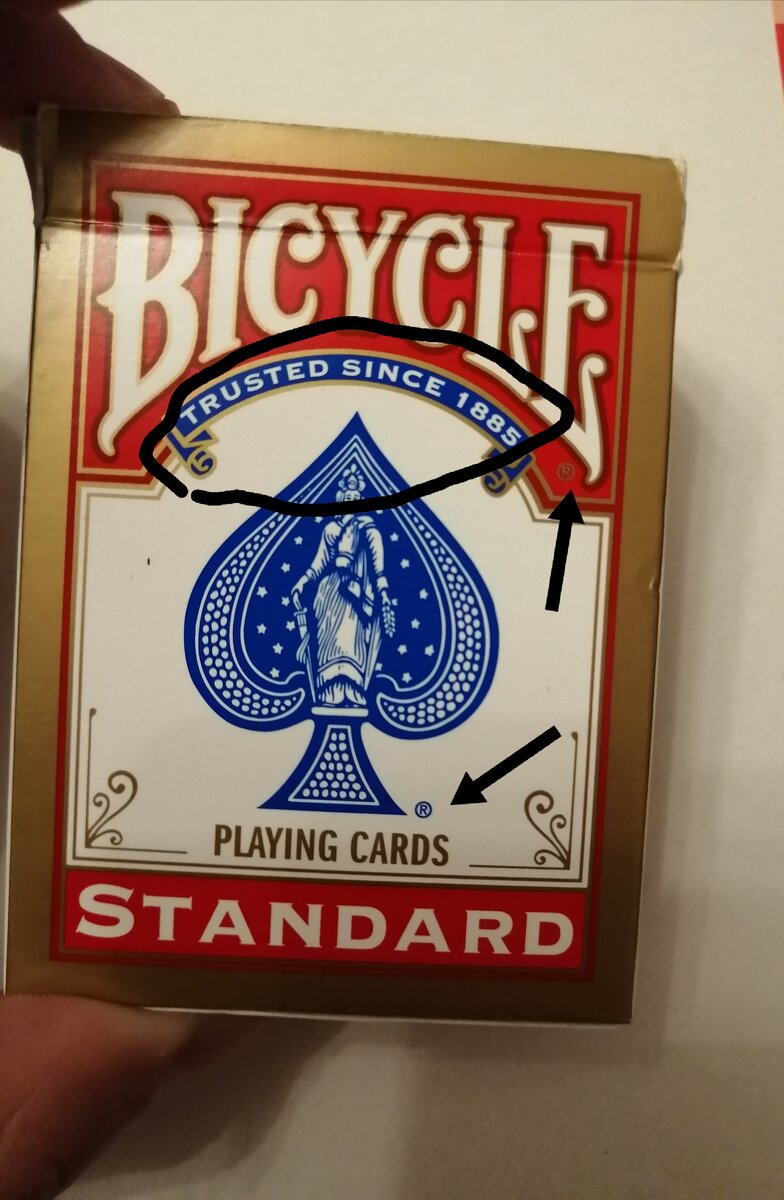 BICYCLE
TRUSTED SINCE 1885
®
®
PLAYING CARDS
STANDARD